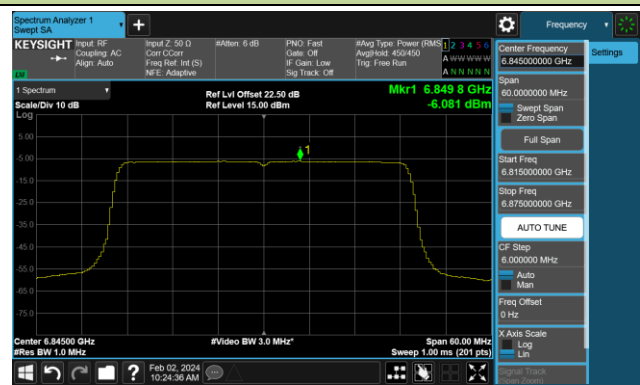 Spectrum Analyzer 1
Swept SA
Frequency
KEYSIGHT
Input: RF
Coupling: AC
Align: Auto
Input Z: 50 Ω
Corr CCorr
Freq Ref: Int (S)
NFE: Adaptive
#Atten: 6 dB
PNO: Fast
Gate: Off
IF Gain: Low
Sig Track: Off
#Avg Type: Power (RMS
Avg|Hold: 450/450
Trig: Free Run
1 2 3 4 5 6
A W W W W W
A N N N N N
LXI
1 Spectrum
Scale/Div 10 dB
Log
Ref Lvl Offset 22.50 dB
Ref Level 15.00 dBm
Mkr1 6.849 8 GHz
-6.081 dBm
1
5.00
-5.00
-15.0
-25.0
-35.0
-45.0
-55.0
-65.0
-75.0
Center 6.84500 GHz
#Res BW 1.0 MHz
#Video BW 3.0 MHz*
Span 60.00 MHz
Sweep 1.00 ms (201 pts)
Center Frequency
6.845000000 GHz
Settings
Span
60.0000000 MHz
Swept Span
Zero Span
Full Span
Start Freq
6.815000000 GHz
Stop Freq
6.875000000 GHz
AUTO TUNE
CF Step
6.000000 MHz
Auto
Man
Freq Offset
0 Hz
X Axis Scale
Log
Lin
Signal Track
(Span Zoom)
?
Feb 02, 2024
10:24:36 AM